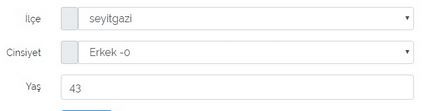 İlçe seyitgazi
Cinsiyet Erkek -0
Yaş 43